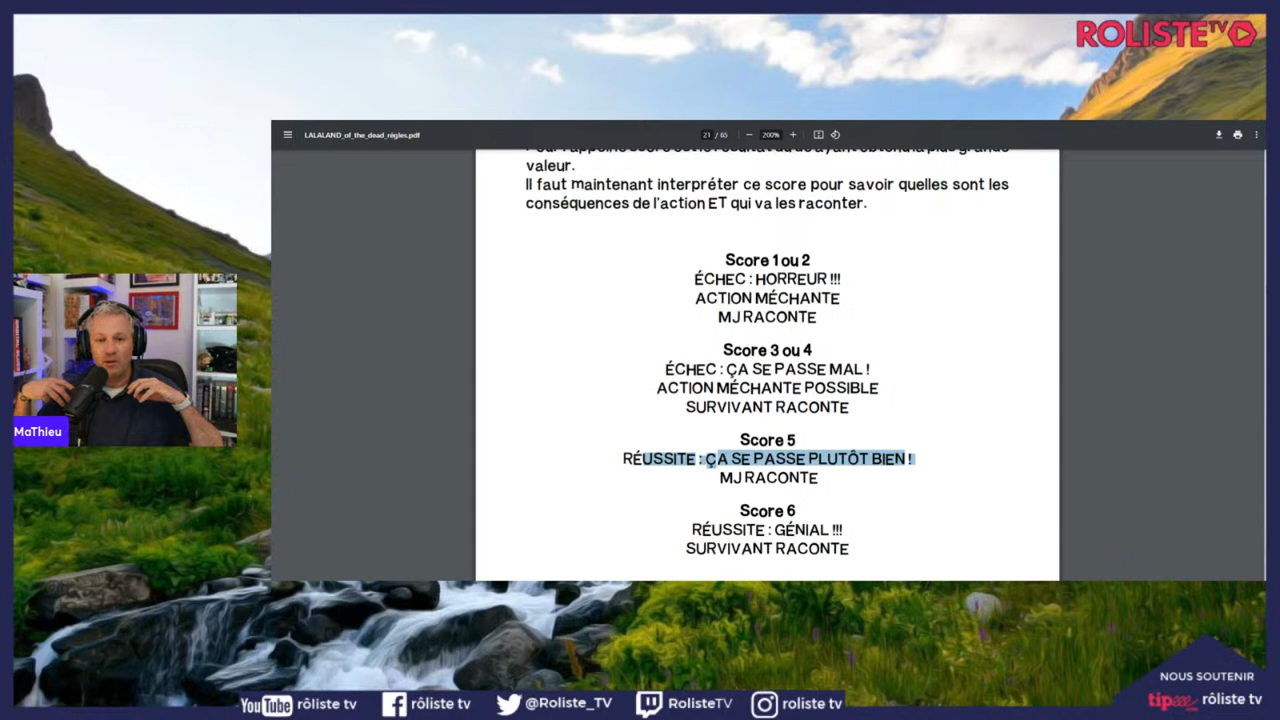 ROLISTE TV
LALALAND_of_the_dead_règles.pdf
21 / 65
200%
valeur.
Il faut maintenant interpréter ce score pour savoir quelles sont les
conséquences de l'action ET qui va les raconter.
Score 1 ou 2
ÉCHEC : HORREUR !!!
ACTION MÉCHANTE
MJ RACONTE
Score 3 ou 4
ÉCHEC : ÇA SE PASSE MAL !
ACTION MÉCHANTE POSSIBLE
SURVIVANT RACONTE
Score 5
RÉUSSITE : ÇA SE PASSE PLUTÔT BIEN !
MJ RACONTE
Score 6
RÉUSSITE : GÉNIAL !!!
SURVIVANT RACONTE
MaThieu
NOUS SOUTENIR
tipeee rôliste tv
YouTube rôliste tv
rôliste tv
@Roliste_TV
RolisteTV
roliste tv